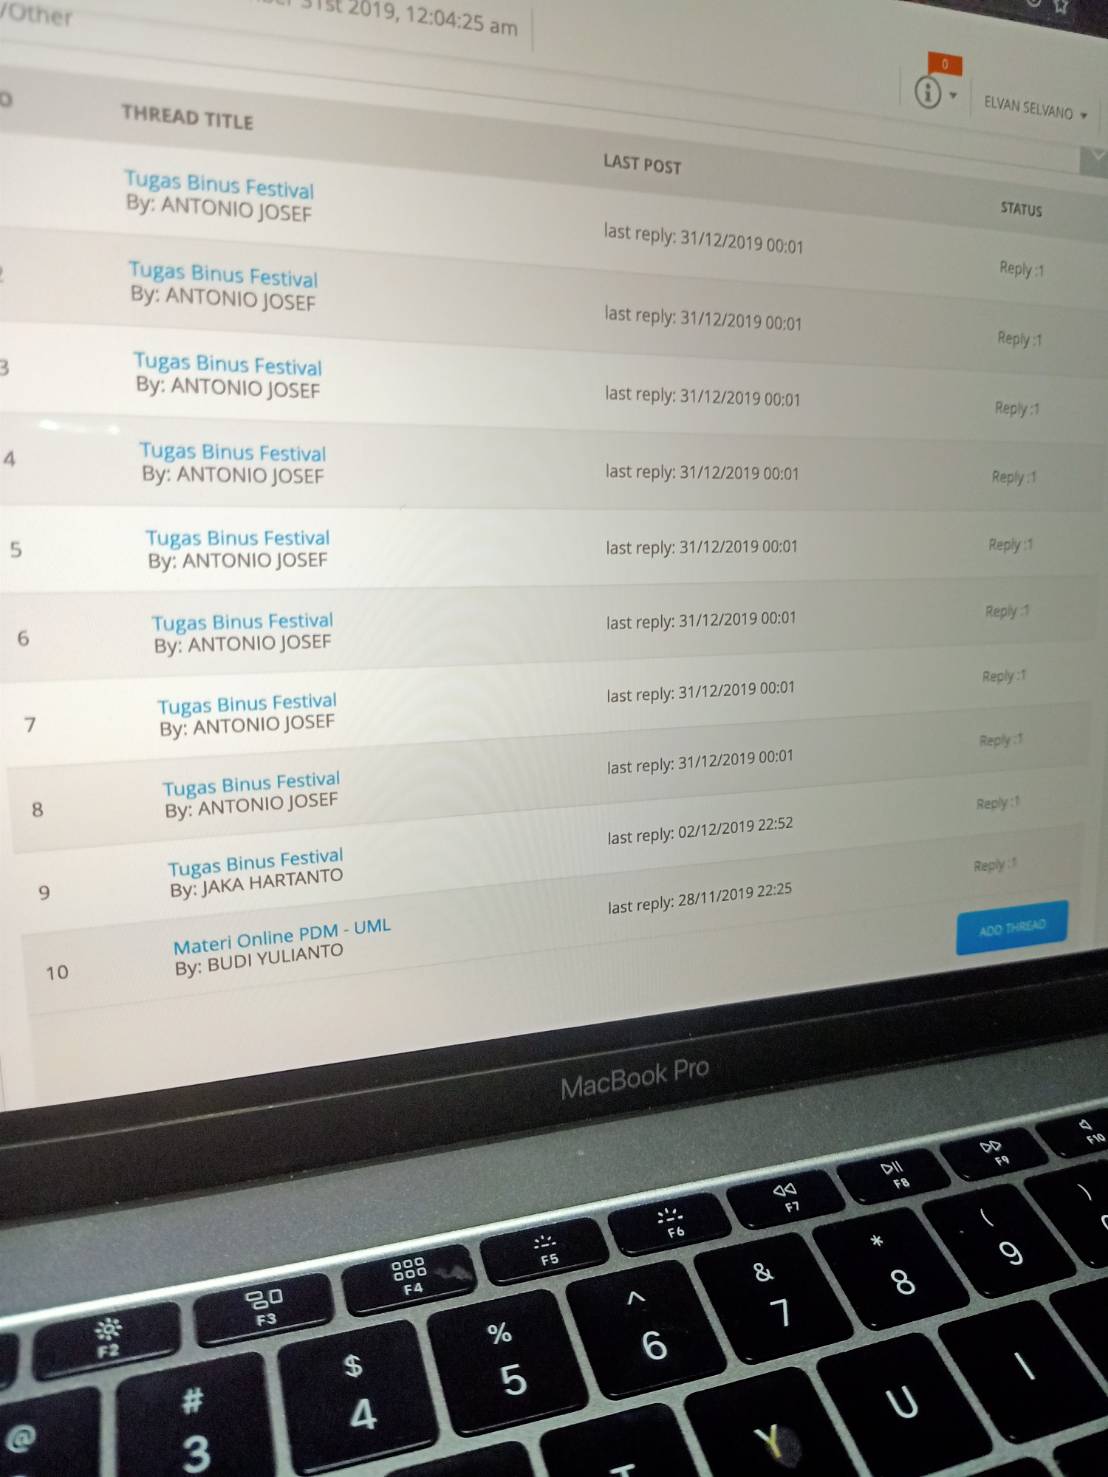 /Other
31st 2019, 12:04:25 am
0
ELVAN SELVANO
THREAD TITLE
LAST POST
STATUS
Tugas Binus Festival
By: ANTONIO JOSEF
last reply: 31/12/2019 00:01
Reply :1
Tugas Binus Festival
By: ANTONIO JOSEF
last reply: 31/12/2019 00:01
Reply :1
3
Tugas Binus Festival
By: ANTONIO JOSEF
last reply: 31/12/2019 00:01
Reply :1
4
Tugas Binus Festival
By: ANTONIO JOSEF
last reply: 31/12/2019 00:01
Reply :1
5
Tugas Binus Festival
By: ANTONIO JOSEF
last reply: 31/12/2019 00:01
Reply :1
6
Tugas Binus Festival
By: ANTONIO JOSEF
last reply: 31/12/2019 00:01
Reply :1
7
Tugas Binus Festival
By: ANTONIO JOSEF
last reply: 31/12/2019 00:01
Reply :1
8
Tugas Binus Festival
By: ANTONIO JOSEF
last reply: 31/12/2019 00:01
Reply :1
9
Tugas Binus Festival
By: JAKA HARTANTO
last reply: 02/12/2019 22:52
Reply :1
10
Materi Online PDM - UML
By: BUDI YULIANTO
last reply: 28/11/2019 22:25
Reply :1
ADD THREAD
MacBook Pro
F2 F3 F4 F5 F6 F7 F8 F9 F10
@ # $ % ^ & * ( )
3 4 5 6 7 8 9
Y U I